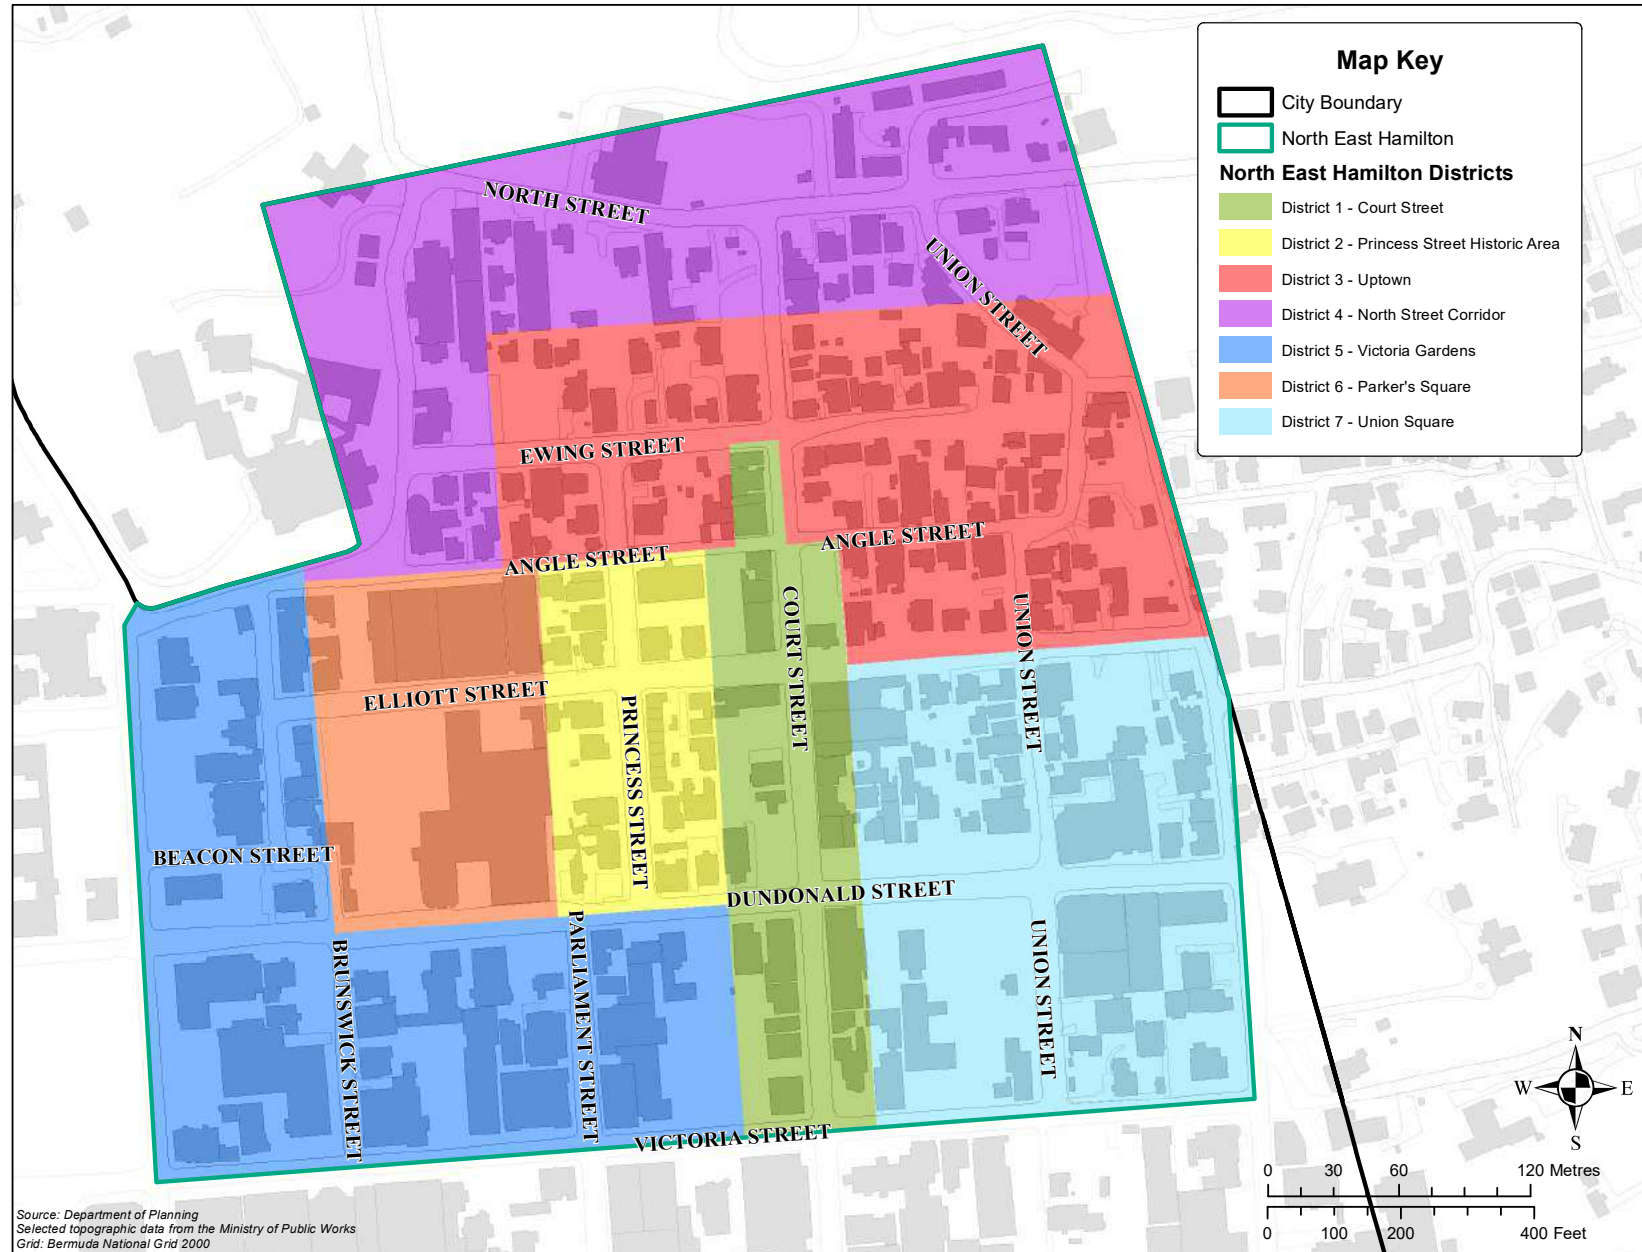 Map Key
City Boundary
North East Hamilton
North East Hamilton Districts
District 1 - Court Street
District 2 - Princess Street Historic Area
District 3 - Uptown
District 4 - North Street Corridor
District 5 - Victoria Gardens
District 6 - Parker's Square
District 7 - Union Square
NORTH STREET
UNION STREET
EWING STREET
ANGLE STREET
ANGLE STREET
COURT STREET
UNION STREET
ELLIOTT STREET
PRINCESS STREET
BEACON STREET
DUNDONALD STREET
BRUNSWICK STREET
PARLIAMENT STREET
UNION STREET
VICTORIA STREET
N
W
E
S
0 30 60 120 Metres
0 100 200 400 Feet
Source: Department of Planning
Selected topographic data from the Ministry of Public Works
Grid: Bermuda National Grid 2000